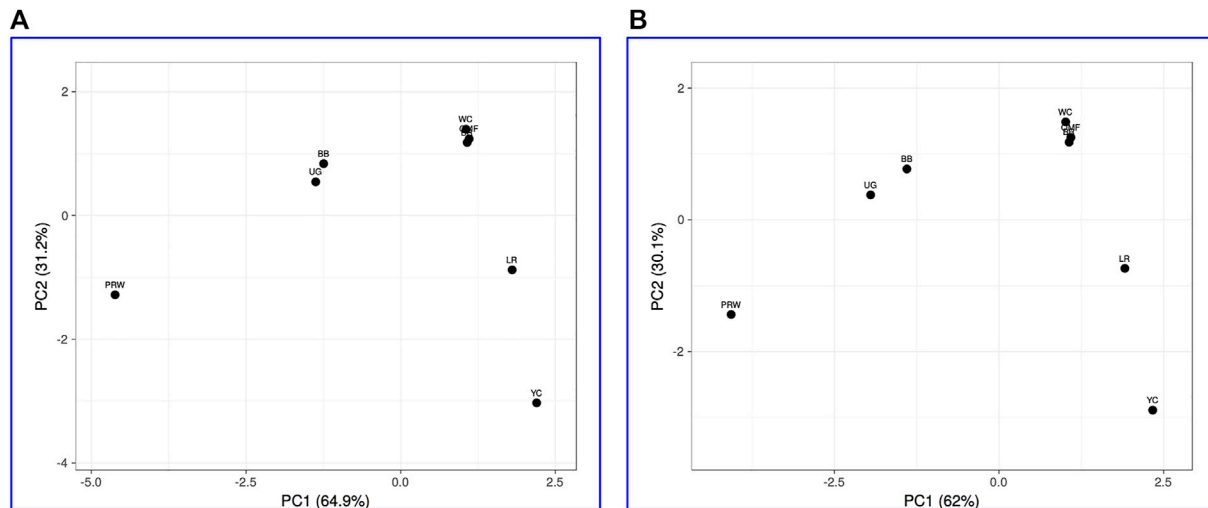 A
B
2
0
-2
-4
-5.0
-2.5
0.0
2.5
PC1 (64.9%)
PC2 (31.2%)
WC
BB
UG
LR
PRW
YC
2
0
-2
-2.5
0.0
2.5
PC1 (62%)
PC2 (30.1%)
WC
BB
UG
LR
PRW
YC